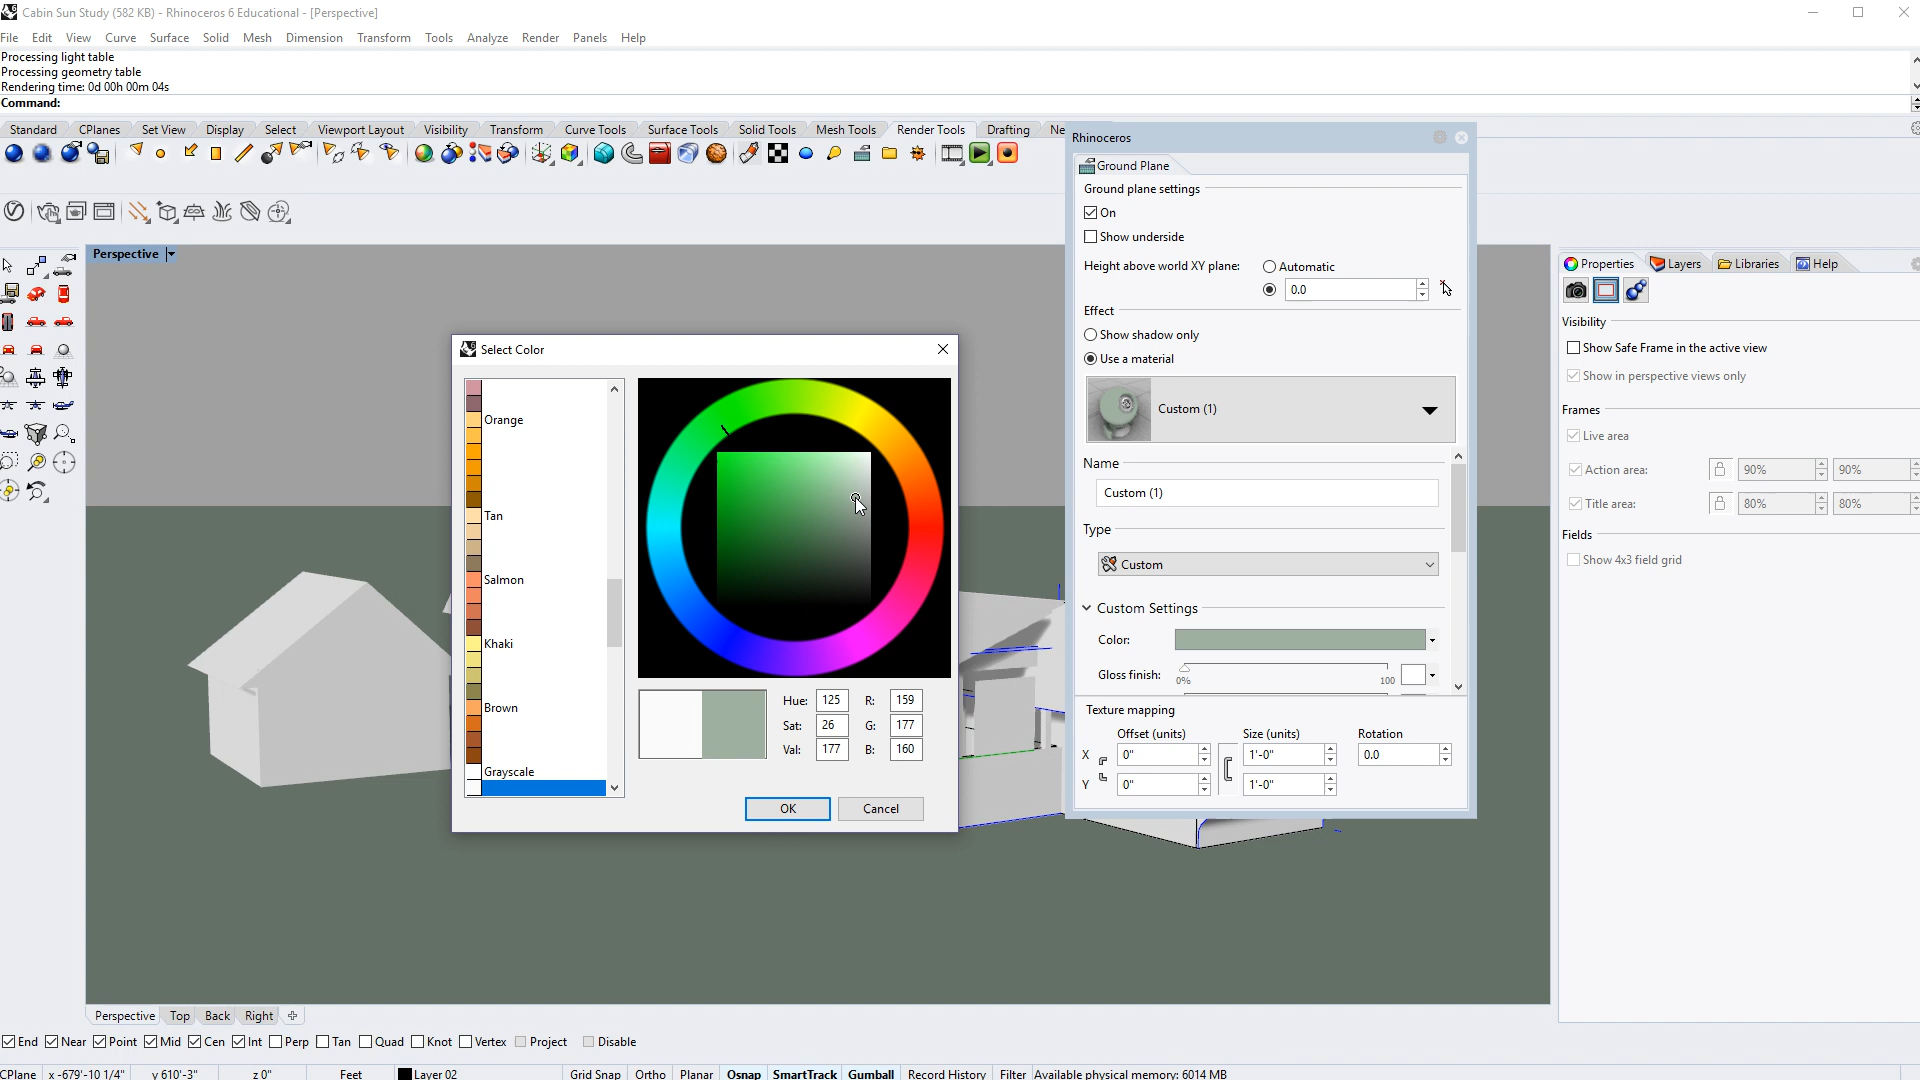 Cabin Sun Study (582 KB) - Rhinoceros 6 Educational - [Perspective]
File Edit View Curve Surface Solid Mesh Dimension Transform Tools Analyze Render Panels Help
Processing light table
Processing geometry table
Rendering time: 0d 00h 00m 04s
Command:
Standard CPlanes Set View Display Select Viewport Layout Visibility Transform Curve Tools Surface Tools Solid Tools Mesh Tools Render Tools Drafting Ne
Rhinoceros
Ground Plane
Ground plane settings
On
Show underside
Height above world XY plane: Automatic
0.0
Effect
Show shadow only
Use a material
Custom (1)
Name
Custom (1)
Type
Custom
Custom Settings
Color:
Gloss finish: 0% 100
Texture mapping
Offset (units) Size (units) Rotation
X 0" 1'-0" 0.0
Y 0" 1'-0"
Perspective
Select Color
Orange
Tan
Salmon
Khaki
Brown
Grayscale
Hue: 125 R: 159
Sat: 26 G: 177
Val: 177 B: 160
OK Cancel
Properties Layers Libraries Help
Visibility
Show Safe Frame in the active view
Show in perspective views only
Frames
Live area
Action area: 90% 90%
Title area: 80% 80%
Fields
Show 4x3 field grid
Perspective Top Back Right
End Near Point Mid Cen Int Perp Tan Quad Knot Vertex Project Disable
CPlane x -679'-10 1/4" y 610'-3" z 0" Feet Layer 02 Grid Snap Ortho Planar Osnap SmartTrack Gumball Record History Filter Available physical memory: 6014 MB